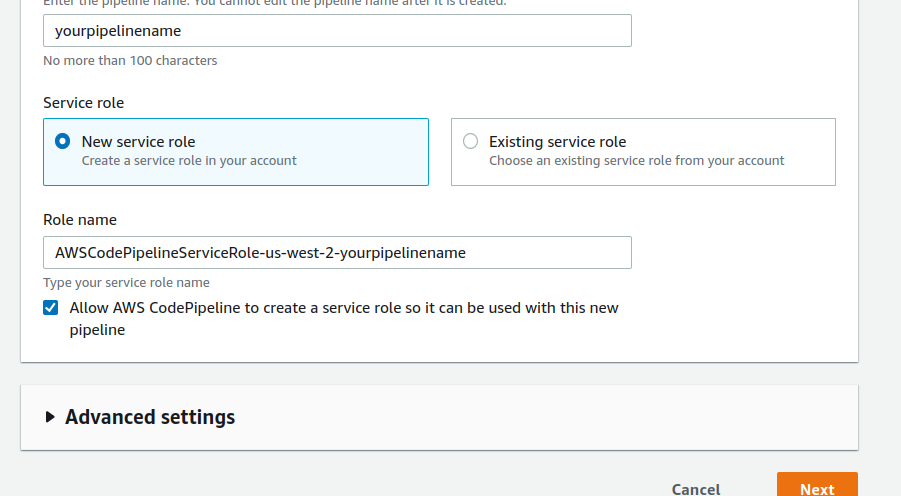 Enter the pipeline name. You cannot edit the pipeline name after it is created.
yourpipelinename
No more than 100 characters
Service role
New service role
Create a service role in your account
Existing service role
Choose an existing service role from your account
Role name
AWSCodePipelineServiceRole-us-west-2-yourpipelinename
Type your service role name
Allow AWS CodePipeline to create a service role so it can be used with this new
pipeline
Advanced settings
Cancel
Next